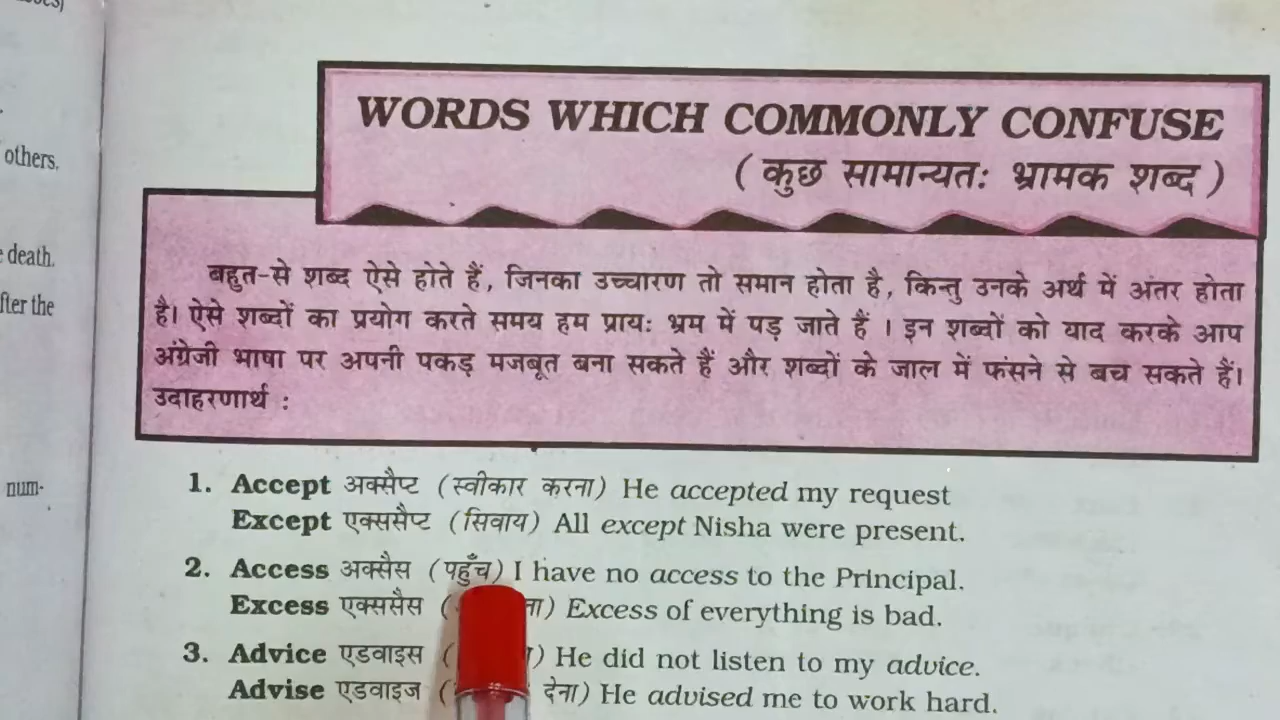 others.
death.
fter the
num-
WORDS WHICH COMMONLY CONFUSE
(कुछ सामान्यतः भ्रामक शब्द)
बहुत-से शब्द ऐसे होते हैं, जिनका उच्चारण तो समान होता है, किन्तु उनके अर्थ में अंतर होता
है। ऐसे शब्दों का प्रयोग करते समय हम प्रायः भ्रम में पड़ जाते हैं । इन शब्दों को याद करके आप
अंग्रेजी भाषा पर अपनी पकड़ मजबूत बना सकते हैं और शब्दों के जाल में फंसने से बच सकते हैं।
उदाहरणार्थ :
1. Accept अक्सैप्ट (स्वीकार करना) He accepted my request
Except एक्ससैप्ट (सिवाय) All except Nisha were present.
2. Access अक्सैस (पहुँच) I have no access to the Principal.
Excess एक्ससैस ( ) Excess of everything is bad.
3. Advice एडवाइस ( ) He did not listen to my advice.
Advise एडवाइज ( देना) He advised me to work hard.